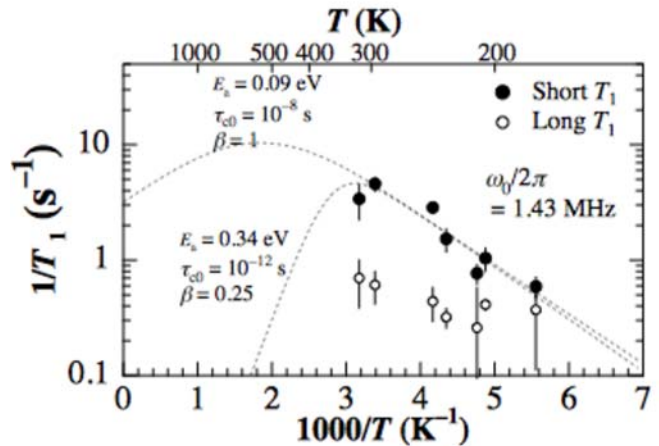 T (K)
1000 500 400 300 200
Eₐ = 0.09 eV
τc0 = 10⁻⁸ s
β = 1
Short T₁
Long T₁
ω₀/2π
= 1.43 MHz
Eₐ = 0.34 eV
τc0 = 10⁻¹² s
β = 0.25
1/T₁ (s⁻¹)
10
1
0.1
0 1 2 3 4 5 6 7
1000/T (K⁻¹)